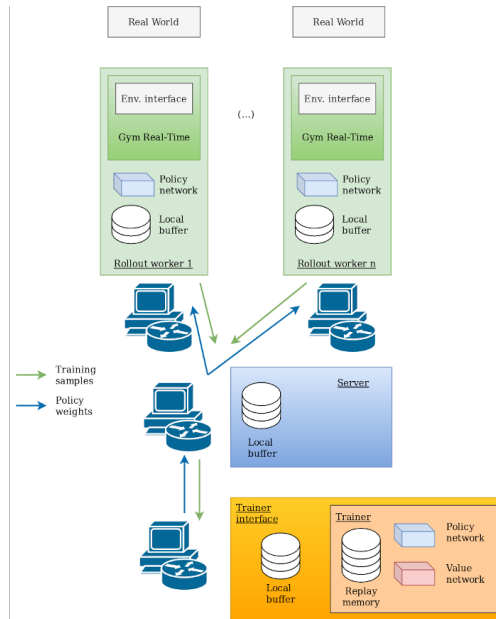 Real World
Real World
Env. interface
Gym Real-Time
Policy
network
Local
buffer
Rollout worker 1
(...)
Env. interface
Gym Real-Time
Policy
network
Local
buffer
Rollout worker n
Training
samples
Policy
weights
Server
Local
buffer
Trainer
interface
Local
buffer
Trainer
Replay
memory
Policy
network
Value
network